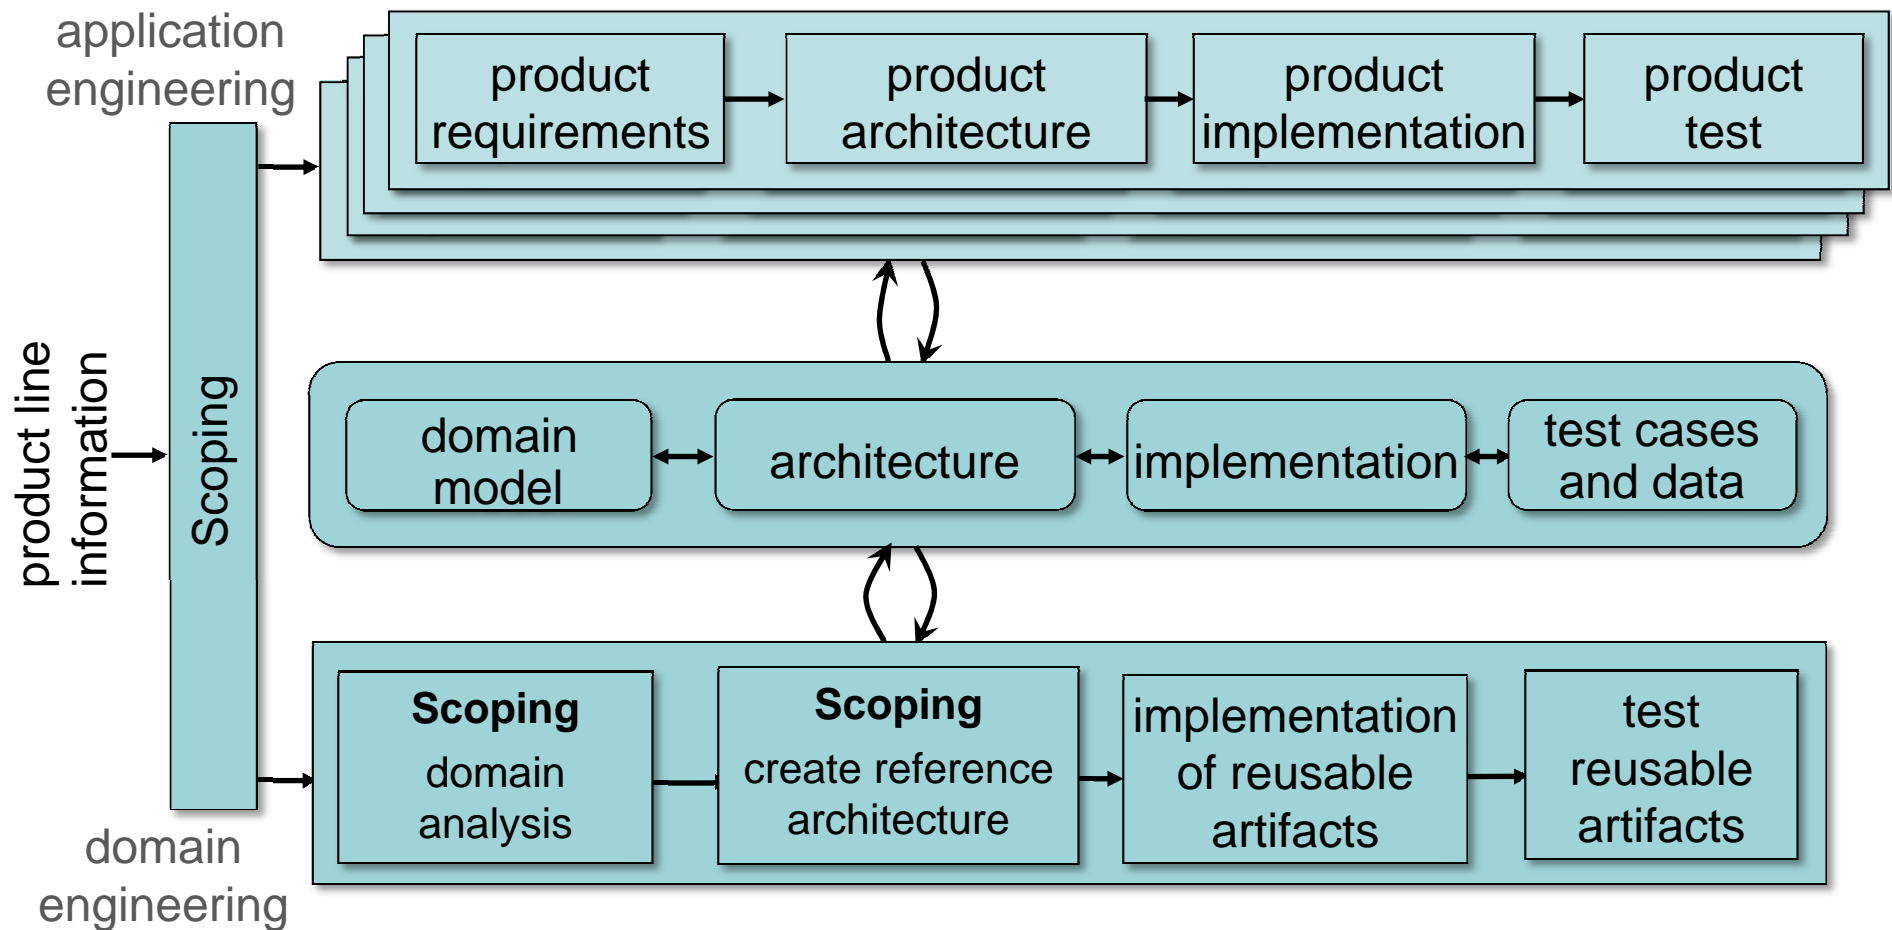 application
engineering
product
requirements
product
architecture
product
implementation
product
test
product line
information
Scoping
domain
model
architecture
implementation
test cases
and data
Scoping
domain
analysis
Scoping
create reference
architecture
implementation
of reusable
artifacts
test
reusable
artifacts
domain
engineering